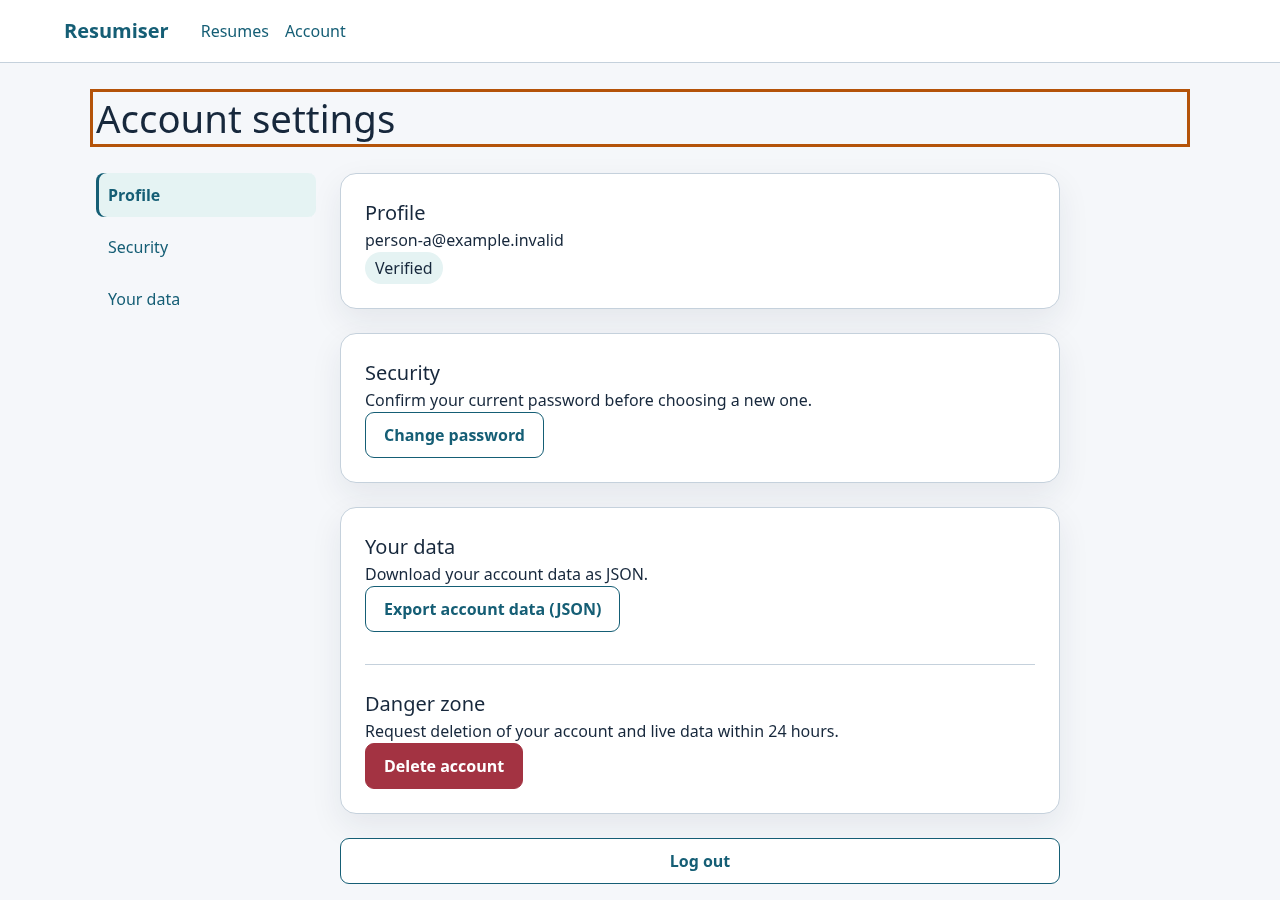 Resumiser Resumes Account
Account settings
Profile
Security
Your data
Profile
person-a@example.invalid
Verified
Security
Confirm your current password before choosing a new one.
Change password
Your data
Download your account data as JSON.
Export account data (JSON)
Danger zone
Request deletion of your account and live data within 24 hours.
Delete account
Log out